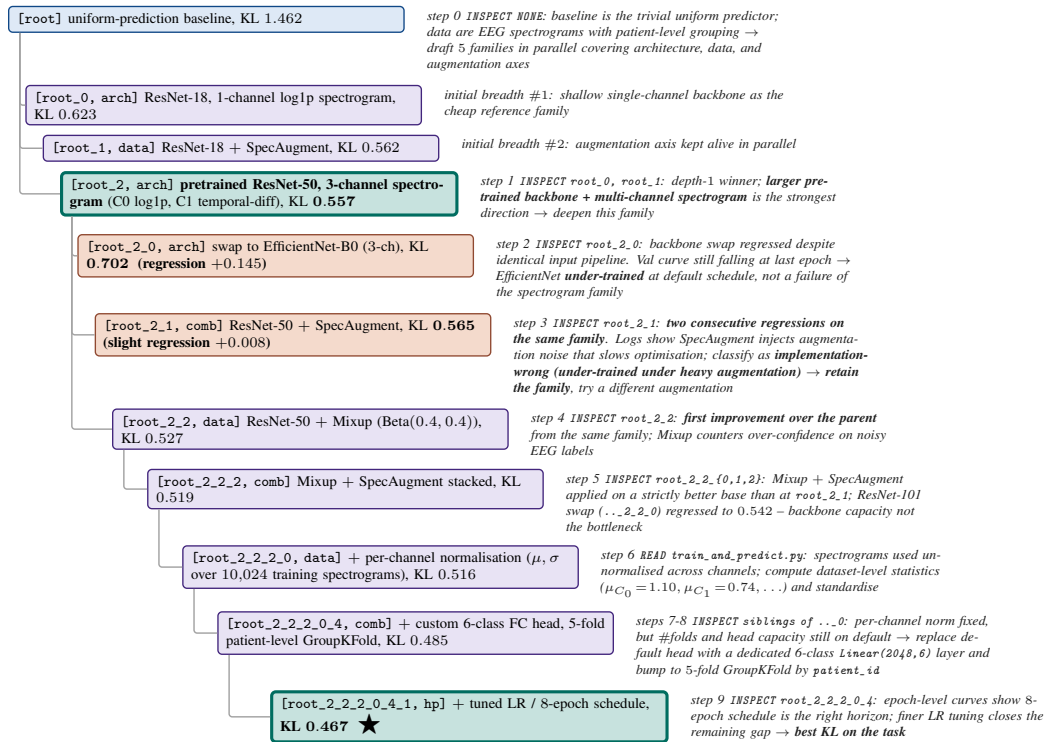 [root] uniform-prediction baseline, KL 1.462
step 0 INSPECT NONE: baseline is the trivial uniform predictor;
data are EEG spectrograms with patient-level grouping →
draft 5 families in parallel covering architecture, data, and
augmentation axes
[root_0, arch] ResNet-18, 1-channel log1p spectrogram,
KL 0.623
initial breadth #1: shallow single-channel backbone as the
cheap reference family
[root_1, data] ResNet-18 + SpecAugment, KL 0.562
initial breadth #2: augmentation axis kept alive in parallel
[root_2, arch] pretrained ResNet-50, 3-channel spectro-
gram (C0 log1p, C1 temporal-diff), KL 0.557
step 1 INSPECT root_0, root_1: depth-1 winner; larger pre-
trained backbone + multi-channel spectrogram is the strongest
direction → deepen this family
[root_2_0, arch] swap to EfficientNet-B0 (3-ch), KL
0.702 (regression +0.145)
step 2 INSPECT root_2_0: backbone swap regressed despite
identical input pipeline. Val curve still falling at last epoch →
EfficientNet under-trained at default schedule, not a failure of
the spectrogram family
[root_2_1, comb] ResNet-50 + SpecAugment, KL 0.565
(slight regression +0.008)
step 3 INSPECT root_2_1: two consecutive regressions on
the same family. Logs show SpecAugment injects augmenta-
tion noise that slows optimisation; classify as implementation-
wrong (under-trained under heavy augmentation) → retain
the family, try a different augmentation
[root_2_2, data] ResNet-50 + Mixup (Beta(0.4, 0.4)),
KL 0.527
step 4 INSPECT root_2_2: first improvement over the parent
from the same family; Mixup counters over-confidence on noisy
EEG labels
[root_2_2_2, comb] Mixup + SpecAugment stacked, KL
0.519
step 5 INSPECT root_2_2_{0,1,2}: Mixup + SpecAugment
applied on a strictly better base than at root_2_1; ResNet-101
swap (.._2_2_0) regressed to 0.542 – backbone capacity not
the bottleneck
[root_2_2_2_0, data] + per-channel normalisation (μ, σ
over 10,024 training spectrograms), KL 0.516
step 6 READ train_and_predict.py: spectrograms used un-
normalised across channels; compute dataset-level statistics
(μ_C₀ = 1.10, μ_C₁ = 0.74, ...) and standardise
[root_2_2_2_0_4, comb] + custom 6-class FC head, 5-fold
patient-level GroupKFold, KL 0.485
steps 7-8 INSPECT siblings of .._0: per-channel norm fixed,
but #folds and head capacity still on default → replace de-
fault head with a dedicated 6-class Linear(2048,6) layer and
bump to 5-fold GroupKFold by patient_id
[root_2_2_2_0_4_1, hp] + tuned LR / 8-epoch schedule,
KL 0.467 ★
step 9 INSPECT root_2_2_2_0_4: epoch-level curves show 8-
epoch schedule is the right horizon; finer LR tuning closes the
remaining gap → best KL on the task